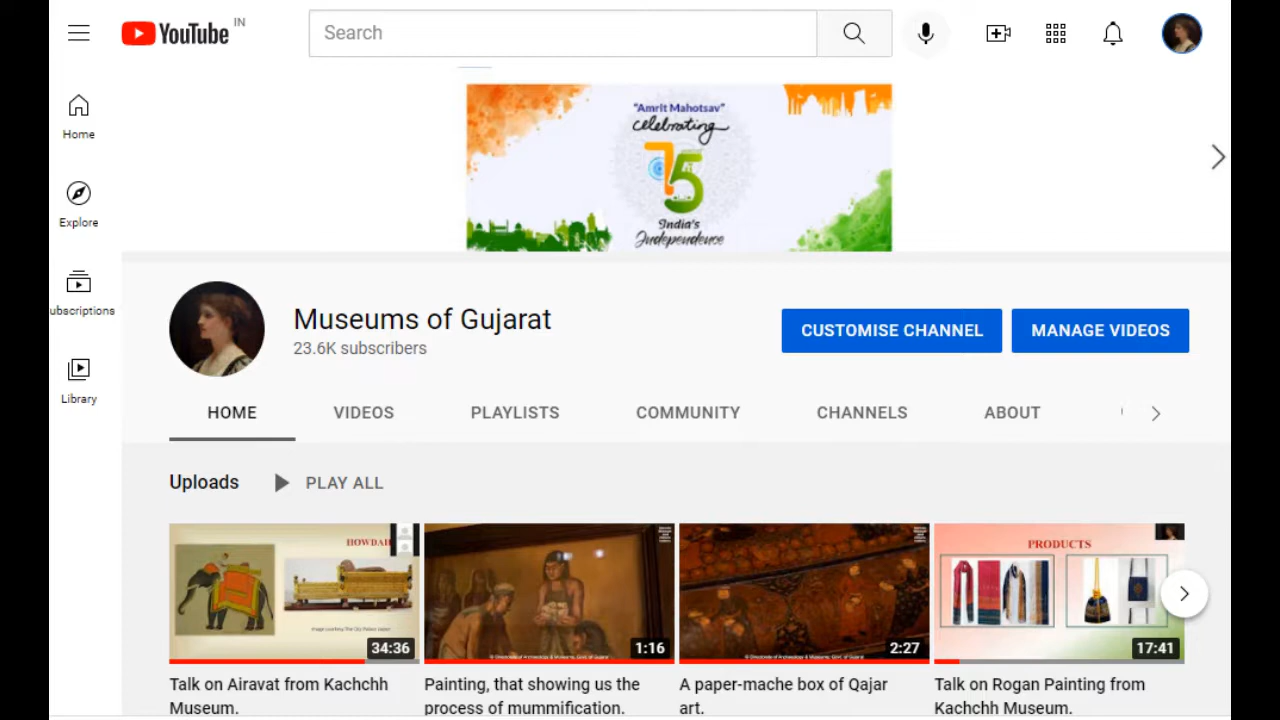 YouTube IN
Search
Home
Explore
ubscriptions
Library
"Amrit Mahotsav"
celebrating
75
India's
Independence
Museums of Gujarat
23.6K subscribers
CUSTOMISE CHANNEL
MANAGE VIDEOS
HOME VIDEOS PLAYLISTS COMMUNITY CHANNELS ABOUT
Uploads PLAY ALL
HOWDAH
34:36
1:16
2:27
PRODUCTS
17:41
Talk on Airavat from Kachchh
Museum.
Painting, that showing us the
process of mummification.
A paper-mache box of Qajar
art.
Talk on Rogan Painting from
Kachchh Museum.